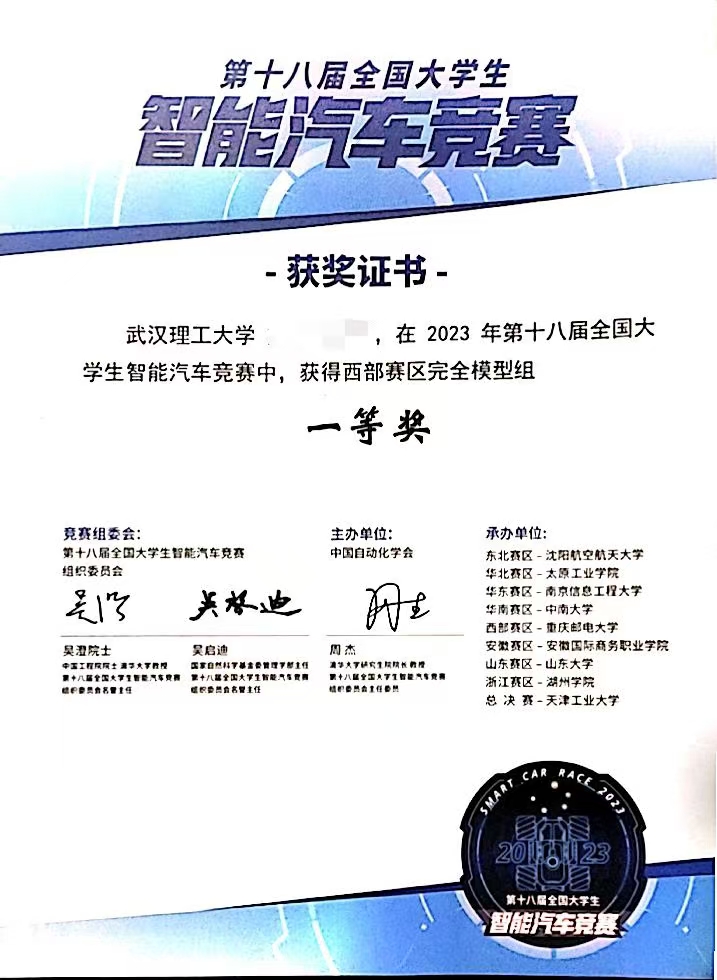 第十八届全国大学生
智能汽车竞赛
- 获奖证书 -
武汉理工大学 ，在 2023 年第十八届全国大
学生智能汽车竞赛中，获得西部赛区完全模型组
一等奖
竞赛组委会：
第十八届全国大学生智能汽车竞赛
组织委员会
吴澄
吴澄院士
中国工程院院士 清华大学教授
第十八届全国大学生智能汽车竞赛
组织委员会名誉主任
吴启迪
吴启迪
国家自然科学基金委管理学部主任
第十八届全国大学生智能汽车竞赛
组织委员会名誉主任
主办单位：
中国自动化学会
周杰
周 杰
清华大学研究生院院长 教授
第十八届全国大学生智能汽车竞赛
组织委员会主任委员
承办单位：
东北赛区 - 沈阳航空航天大学
华北赛区 - 太原工业学院
华东赛区 - 南京信息工程大学
华南赛区 - 中南大学
西部赛区 - 重庆邮电大学
安徽赛区 - 安徽国际商务职业学院
山东赛区 - 山东大学
浙江赛区 - 湖州学院
总 决 赛 - 天津工业大学
SMART CAR RACE 2023
20 23
第十八届全国大学生
智能汽车竞赛